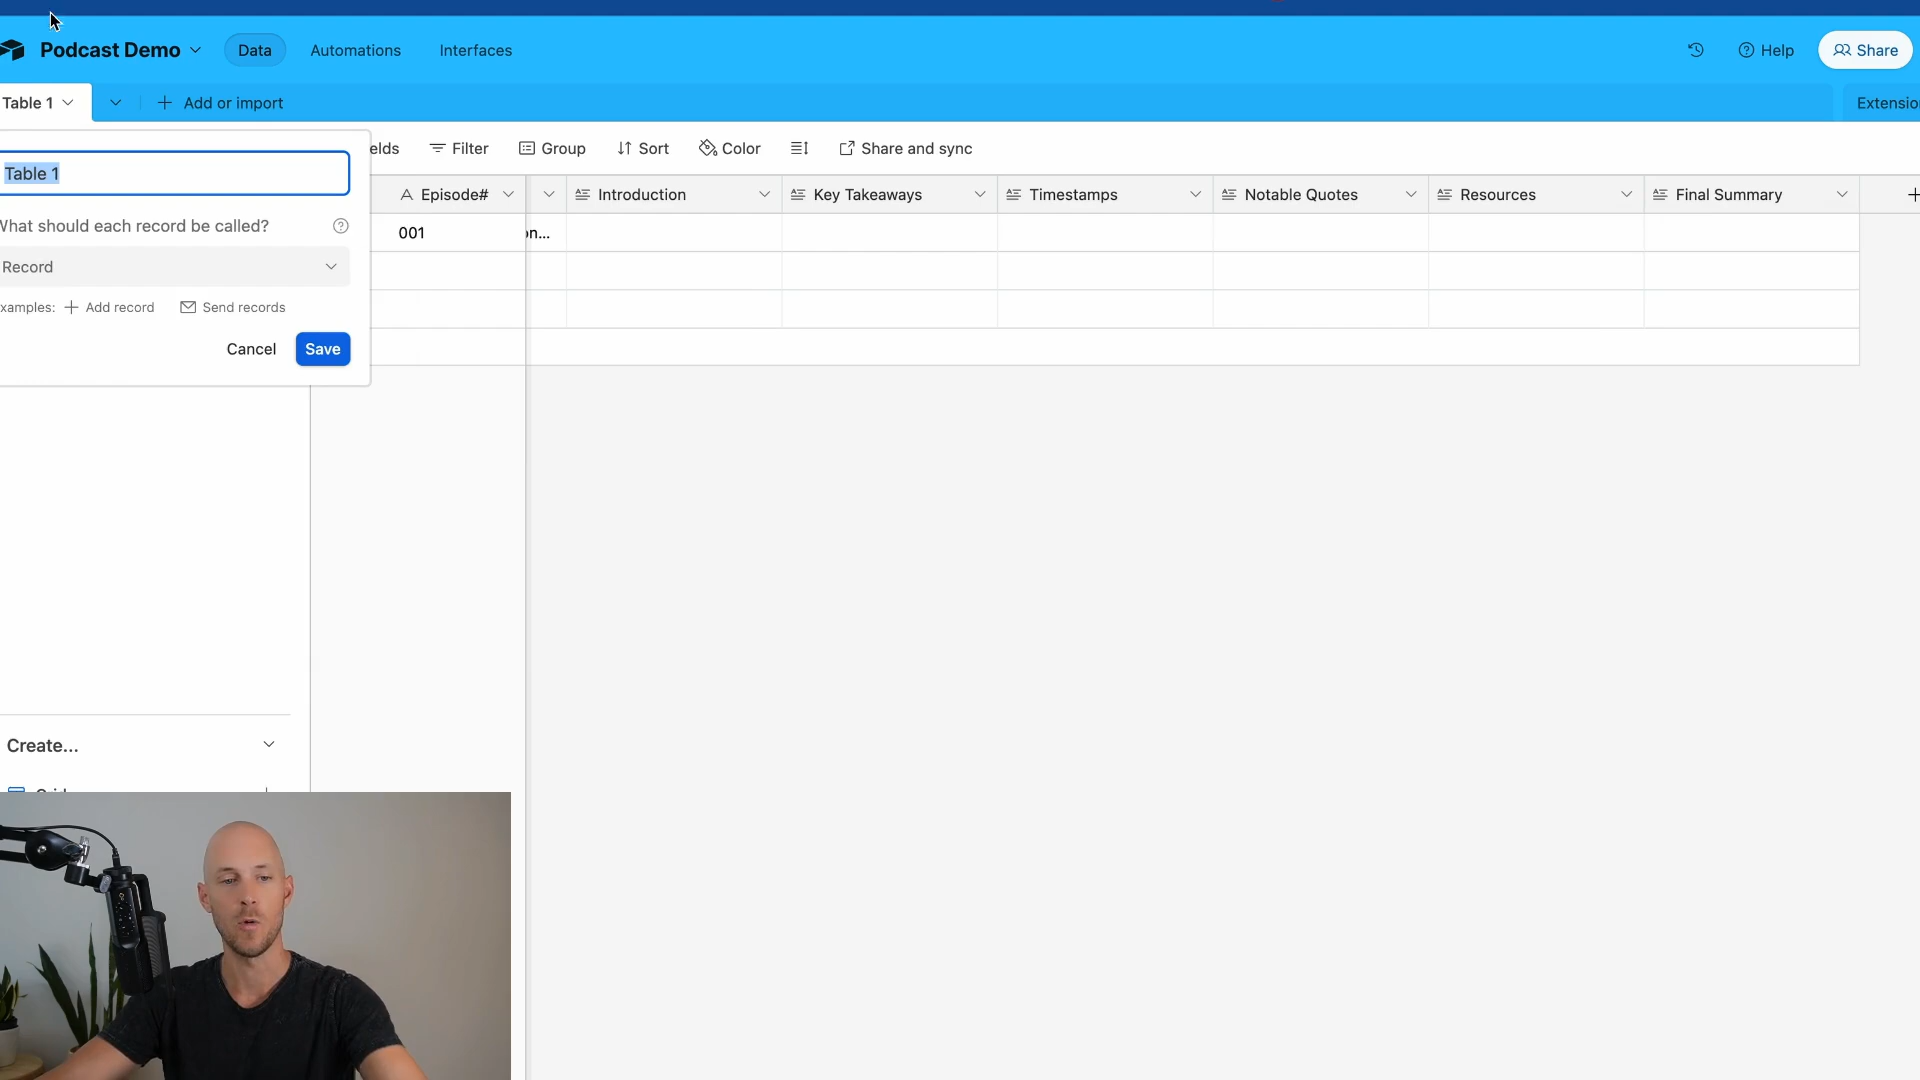 Podcast Demo Data Automations Interfaces Help Share
Table 1 Add or import Extensio
elds Filter Group Sort Color Share and sync
Table 1
Episode# Introduction Key Takeaways Timestamps Notable Quotes Resources Final Summary
What should each record be called?
001 on...
Record
xamples: Add record Send records
Cancel Save
Create...